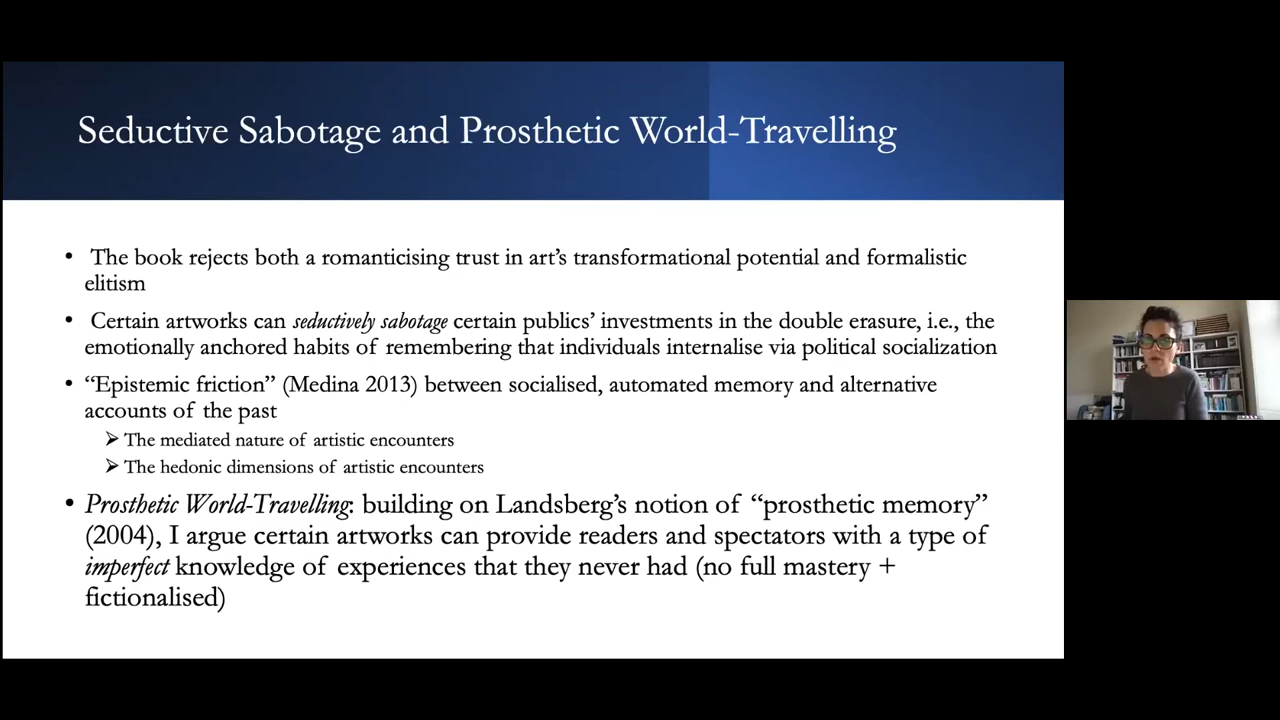 Seductive Sabotage and Prosthetic World-Travelling
• The book rejects both a romanticising trust in art’s transformational potential and formalistic
elitism
• Certain artworks can seductively sabotage certain publics’ investments in the double erasure, i.e., the
emotionally anchored habits of remembering that individuals internalise via political socialization
• “Epistemic friction” (Medina 2013) between socialised, automated memory and alternative
accounts of the past
➢ The mediated nature of artistic encounters
➢ The hedonic dimensions of artistic encounters
• Prosthetic World-Travelling: building on Landsberg’s notion of “prosthetic memory”
(2004), I argue certain artworks can provide readers and spectators with a type of
imperfect knowledge of experiences that they never had (no full mastery +
fictionalised)